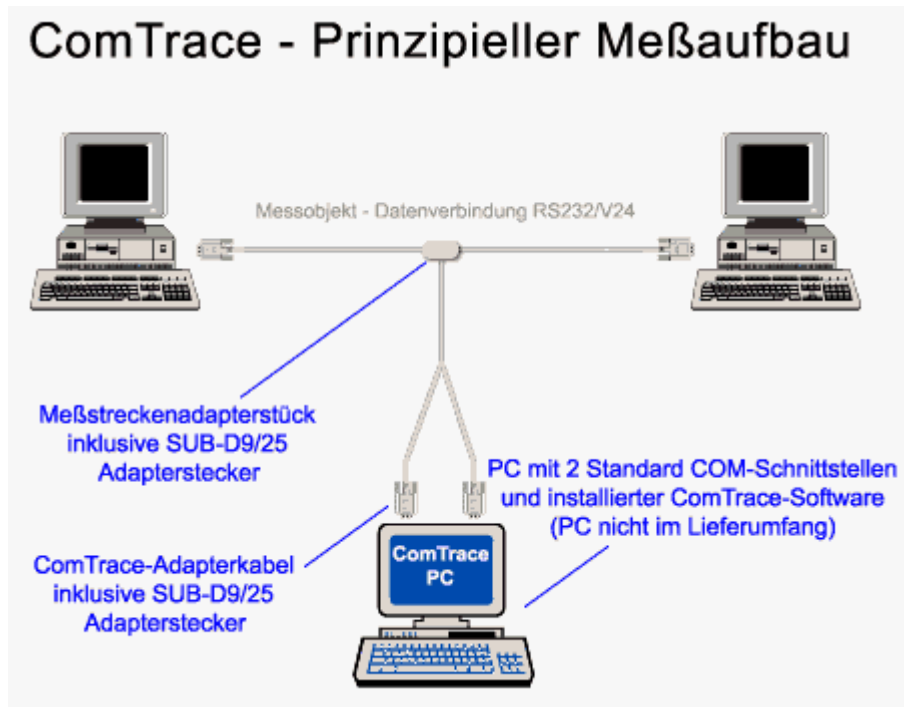 ComTrace - Prinzipieller Meßaufbau
Messobjekt - Datenverbindung RS232/V24
Meßstreckenadapterstück
inklusive SUB-D9/25
Adapterstecker
PC mit 2 Standard COM-Schnittstellen
und installierter ComTrace-Software
(PC nicht im Lieferumfang)
ComTrace
PC
ComTrace-Adapterkabel
inklusive SUB-D9/25
Adapterstecker